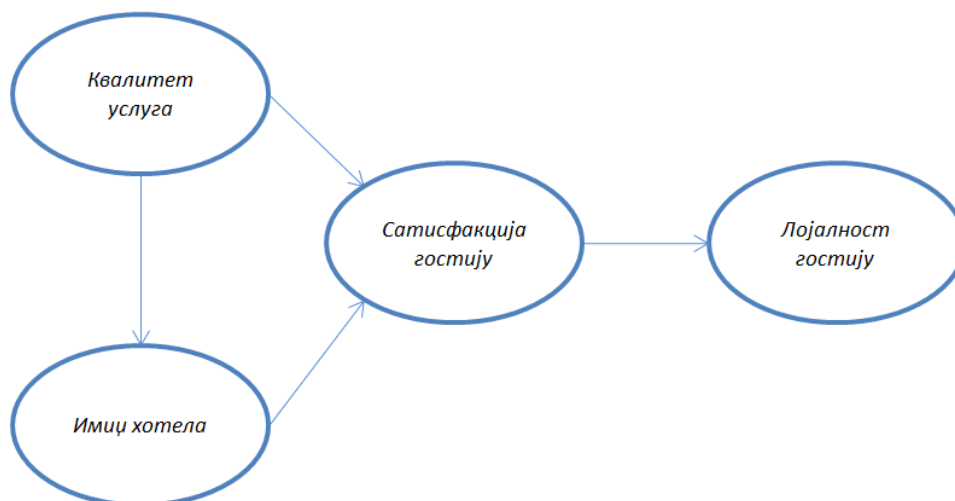 Квалитет
услуга
Сатисфакција
гостију
Лојалност
гостију
Имиџ хотела